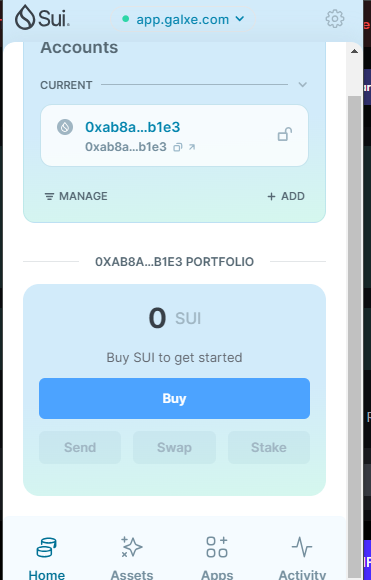 Sui.
app.galxe.com
Accounts
CURRENT
0xab8a...b1e3
0xab8a...b1e3
MANAGE
+ ADD
0XAB8A...B1E3 PORTFOLIO
0 SUI
Buy SUI to get started
Buy
Send
Swap
Stake
Home
Assets
Apps
Activity